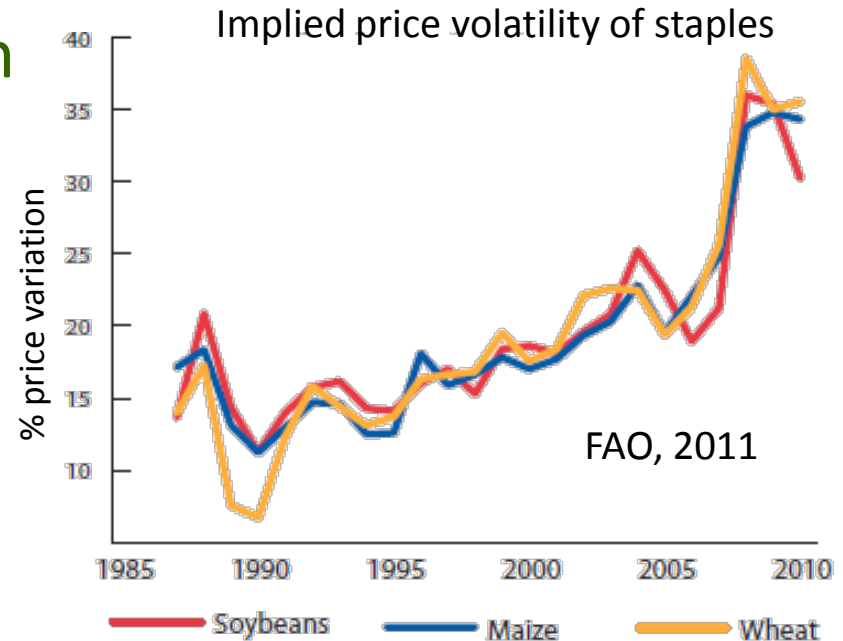 Implied price volatility of staples
n
% price variation
40
35
30
25
20
15
10
FAO, 2011
1985 1990 1995 2000 2005 2010
Soybeans Maize Wheat